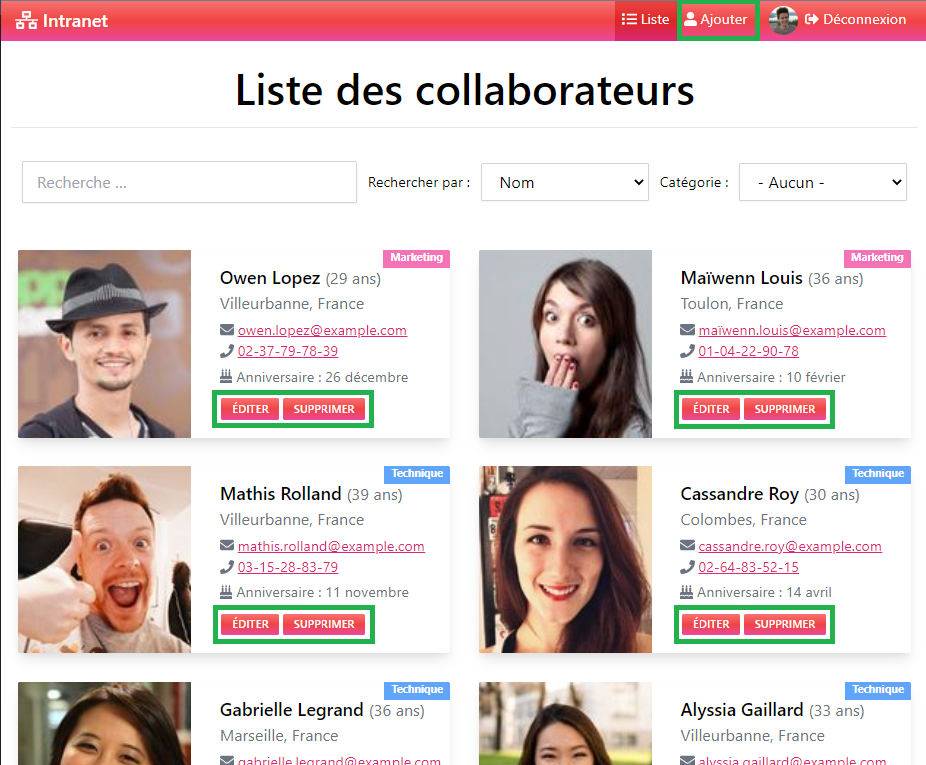 Intranet
Liste
Ajouter
Déconnexion
Liste des collaborateurs
Recherche ...
Rechercher par :
Nom
Catégorie :
- Aucun -
Marketing
Owen Lopez (29 ans)
Villeurbanne, France
owen.lopez@example.com
02-37-79-78-39
Anniversaire : 26 décembre
ÉDITER
SUPPRIMER
Marketing
Maïwenn Louis (36 ans)
Toulon, France
maïwenn.louis@example.com
01-04-22-90-78
Anniversaire : 10 février
ÉDITER
SUPPRIMER
Technique
Mathis Rolland (39 ans)
Villeurbanne, France
mathis.rolland@example.com
03-15-28-83-79
Anniversaire : 11 novembre
ÉDITER
SUPPRIMER
Technique
Cassandre Roy (30 ans)
Colombes, France
cassandre.roy@example.com
02-64-83-52-15
Anniversaire : 14 avril
ÉDITER
SUPPRIMER
Technique
Gabrielle Legrand (36 ans)
Marseille, France
gabrielle.legrand@example.com
Technique
Alyssia Gaillard (33 ans)
Villeurbanne, France
alyssia.gaillard@example.com